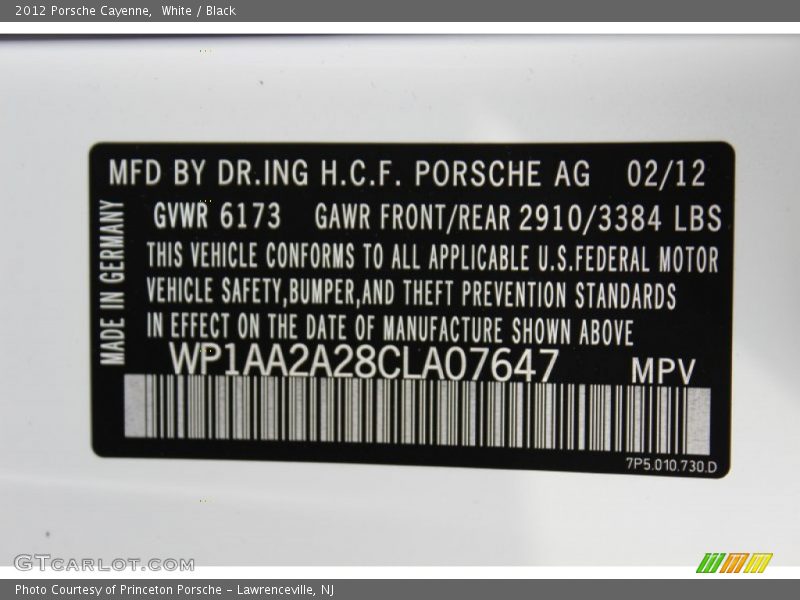 2012 Porsche Cayenne, White / Black
MFD BY DR.ING H.C.F. PORSCHE AG 02/12
GVWR 6173 GAWR FRONT/REAR 2910/3384 LBS
MADE IN GERMANY
THIS VEHICLE CONFORMS TO ALL APPLICABLE U.S.FEDERAL MOTOR
VEHICLE SAFETY,BUMPER,AND THEFT PREVENTION STANDARDS
IN EFFECT ON THE DATE OF MANUFACTURE SHOWN ABOVE
WP1AA2A28CLA07647 MPV
7P5.010.730.D
GTCARLOT.COM
Photo Courtesy of Princeton Porsche - Lawrenceville, NJ